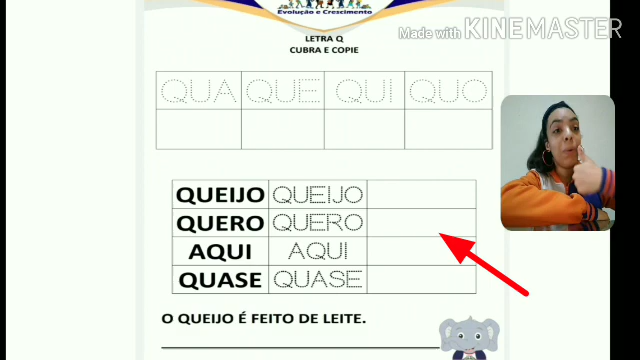 Evolução e Crescimento
Made with KINEMASTER
LETRA Q
CUBRA E COPIE
QUA QUE QUI QUO
QUEIJO QUEIJO
QUERO QUERO
AQUI AQUI
QUASE QUASE
O QUEIJO É FEITO DE LEITE.